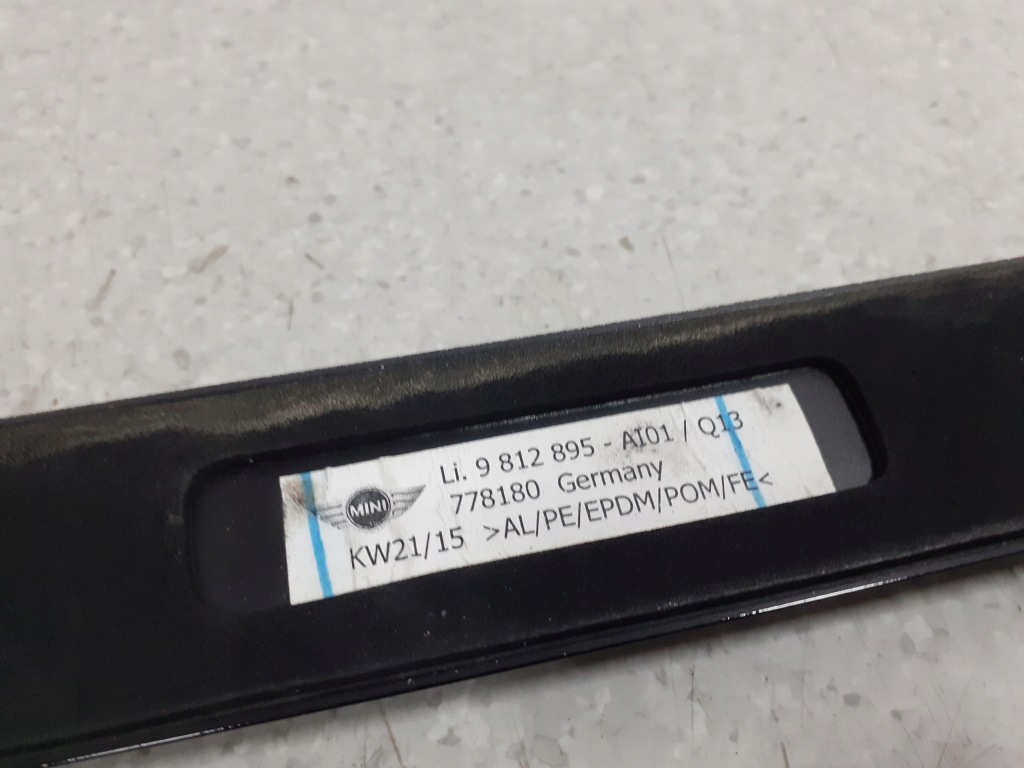 Li. 9 812 895 - AI01 / Q13
MINI
778180 Germany
KW21/15 >AL/PE/EPDM/POM/FE<